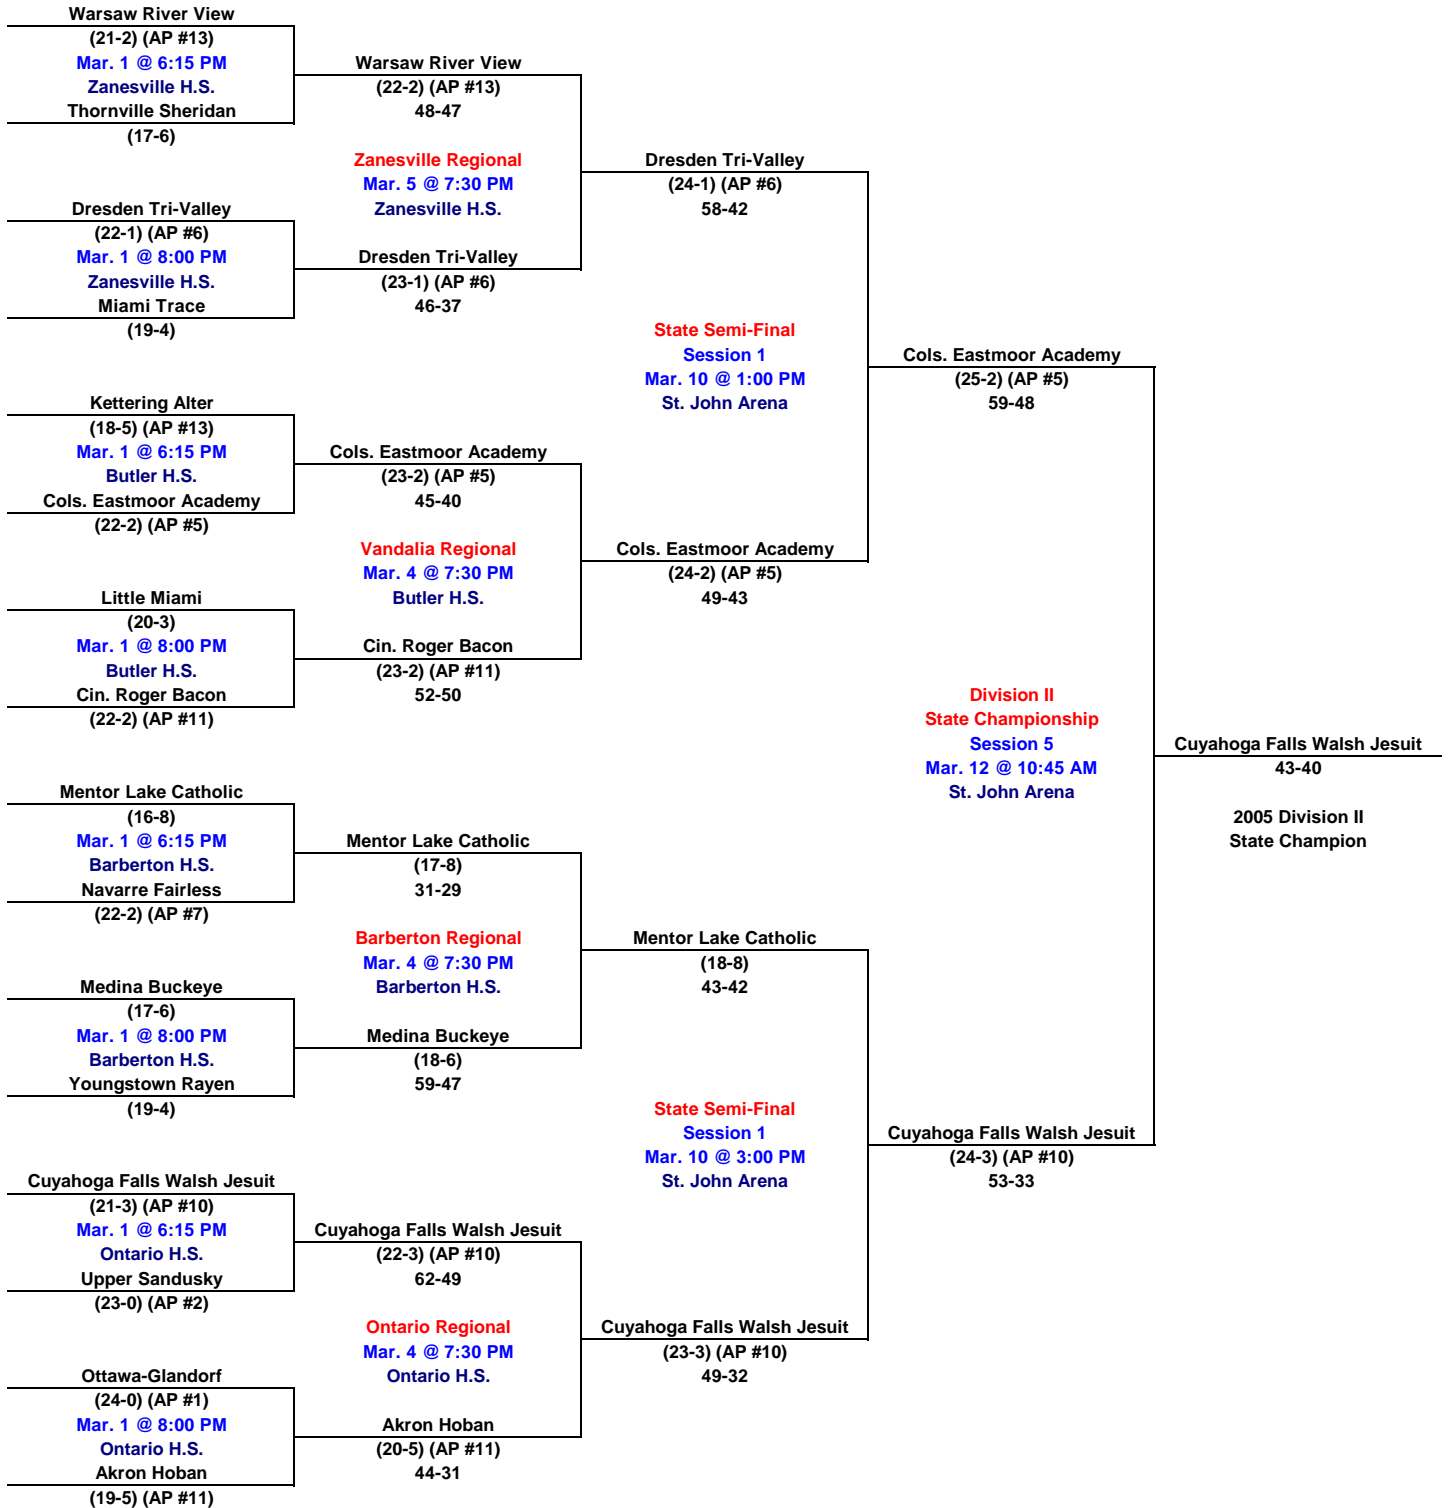 Warsaw River View
(21-2) (AP #13)
Mar. 1 @ 6:15 PM
Zanesville H.S.
Thornville Sheridan
(17-6)
Dresden Tri-Valley
(22-1) (AP #6)
Mar. 1 @ 8:00 PM
Zanesville H.S.
Miami Trace
(19-4)
Kettering Alter
(18-5) (AP #13)
Mar. 1 @ 6:15 PM
Butler H.S.
Cols. Eastmoor Academy
(22-2) (AP #5)
Little Miami
(20-3)
Mar. 1 @ 8:00 PM
Butler H.S.
Cin. Roger Bacon
(22-2) (AP #11)
Mentor Lake Catholic
(16-8)
Mar. 1 @ 6:15 PM
Barberton H.S.
Navarre Fairless
(22-2) (AP #7)
Medina Buckeye
(17-6)
Mar. 1 @ 8:00 PM
Barberton H.S.
Youngstown Rayen
(19-4)
Cuyahoga Falls Walsh Jesuit
(21-3) (AP #10)
Mar. 1 @ 6:15 PM
Ontario H.S.
Upper Sandusky
(23-0) (AP #2)
Ottawa-Glandorf
(24-0) (AP #1)
Mar. 1 @ 8:00 PM
Ontario H.S.
Akron Hoban
(19-5) (AP #11)
Warsaw River View
(22-2) (AP #13)
48-47
Zanesville Regional
Mar. 5 @ 7:30 PM
Zanesville H.S.
Dresden Tri-Valley
(23-1) (AP #6)
46-37
Cols. Eastmoor Academy
(23-2) (AP #5)
45-40
Vandalia Regional
Mar. 4 @ 7:30 PM
Butler H.S.
Cin. Roger Bacon
(23-2) (AP #11)
52-50
Mentor Lake Catholic
(17-8)
31-29
Barberton Regional
Mar. 4 @ 7:30 PM
Barberton H.S.
Medina Buckeye
(18-6)
59-47
Cuyahoga Falls Walsh Jesuit
(22-3) (AP #10)
62-49
Ontario Regional
Mar. 4 @ 7:30 PM
Ontario H.S.
Akron Hoban
(20-5) (AP #11)
44-31
Dresden Tri-Valley
(24-1) (AP #6)
58-42
State Semi-Final
Session 1
Mar. 10 @ 1:00 PM
St. John Arena
Cols. Eastmoor Academy
(24-2) (AP #5)
49-43
Mentor Lake Catholic
(18-8)
43-42
State Semi-Final
Session 1
Mar. 10 @ 3:00 PM
St. John Arena
Cuyahoga Falls Walsh Jesuit
(23-3) (AP #10)
49-32
Cols. Eastmoor Academy
(25-2) (AP #5)
59-48
Division II
State Championship
Session 5
Mar. 12 @ 10:45 AM
St. John Arena
Cuyahoga Falls Walsh Jesuit
(24-3) (AP #10)
53-33
Cuyahoga Falls Walsh Jesuit
43-40
2005 Division II
State Champion